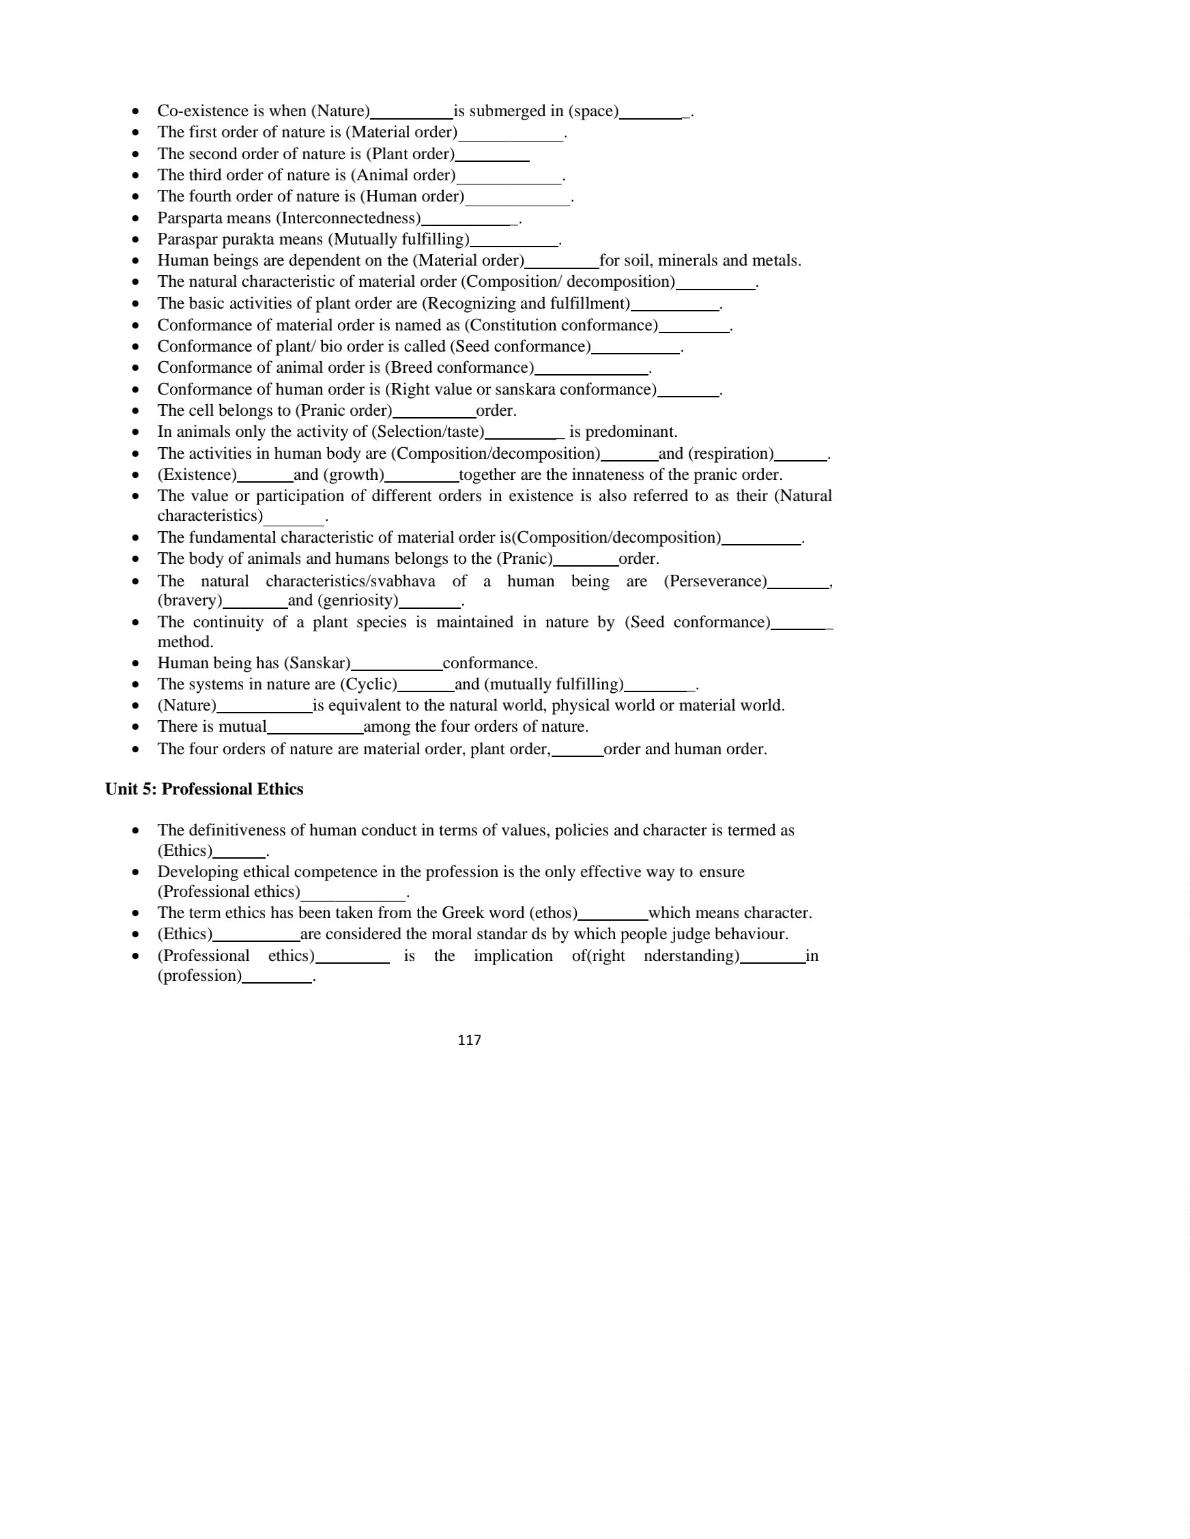 • Co-existence is when (Nature)_________is submerged in (space)________.
• The first order of nature is (Material order)____________.
• The second order of nature is (Plant order)________
• The third order of nature is (Animal order)____________.
• The fourth order of nature is (Human order)____________.
• Parsparta means (Interconnectedness)___________.
• Paraspar purakta means (Mutually fulfilling)__________.
• Human beings are dependent on the (Material order)________for soil, minerals and metals.
• The natural characteristic of material order (Composition/ decomposition)_________.
• The basic activities of plant order are (Recognizing and fulfillment)__________.
• Conformance of material order is named as (Constitution conformance)________.
• Conformance of plant/ bio order is called (Seed conformance)__________.
• Conformance of animal order is (Breed conformance)_____________.
• Conformance of human order is (Right value or sanskara conformance)_______.
• The cell belongs to (Pranic order)_________order.
• In animals only the activity of (Selection/taste)_________ is predominant.
• The activities in human body are (Composition/decomposition)______and (respiration)______.
• (Existence)______and (growth)________together are the innateness of the pranic order.
• The value or participation of different orders in existence is also referred to as their (Natural
characteristics)_______.
• The fundamental characteristic of material order is(Composition/decomposition)_________.
• The body of animals and humans belongs to the (Pranic)_______order.
• The natural characteristics/svabhava of a human being are (Perseverance)_______,
(bravery)_______and (genriosity)_______.
• The continuity of a plant species is maintained in nature by (Seed conformance)_______
method.
• Human being has (Sanskar)__________conformance.
• The systems in nature are (Cyclic)______and (mutually fulfilling)________.
• (Nature)__________is equivalent to the natural world, physical world or material world.
• There is mutual__________among the four orders of nature.
• The four orders of nature are material order, plant order,______order and human order.
Unit 5: Professional Ethics
• The definitiveness of human conduct in terms of values, policies and character is termed as
(Ethics)______.
• Developing ethical competence in the profession is the only effective way to ensure
(Professional ethics)____________.
• The term ethics has been taken from the Greek word (ethos)________which means character.
• (Ethics)__________are considered the moral standar ds by which people judge behaviour.
• (Professional ethics)________ is the implication of(right nderstanding)_______in
(profession)________.
117